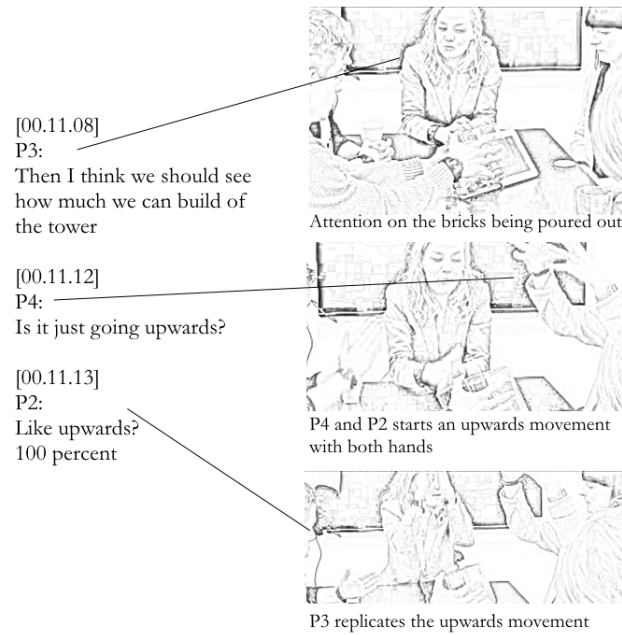 [00.11.08]
P3:
Then I think we should see
how much we can build of
the tower
Attention on the bricks being poured out
[00.11.12]
P4:
Is it just going upwards?
P4 and P2 starts an upwards movement
with both hands
[00.11.13]
P2:
Like upwards?
100 percent
P3 replicates the upwards movement